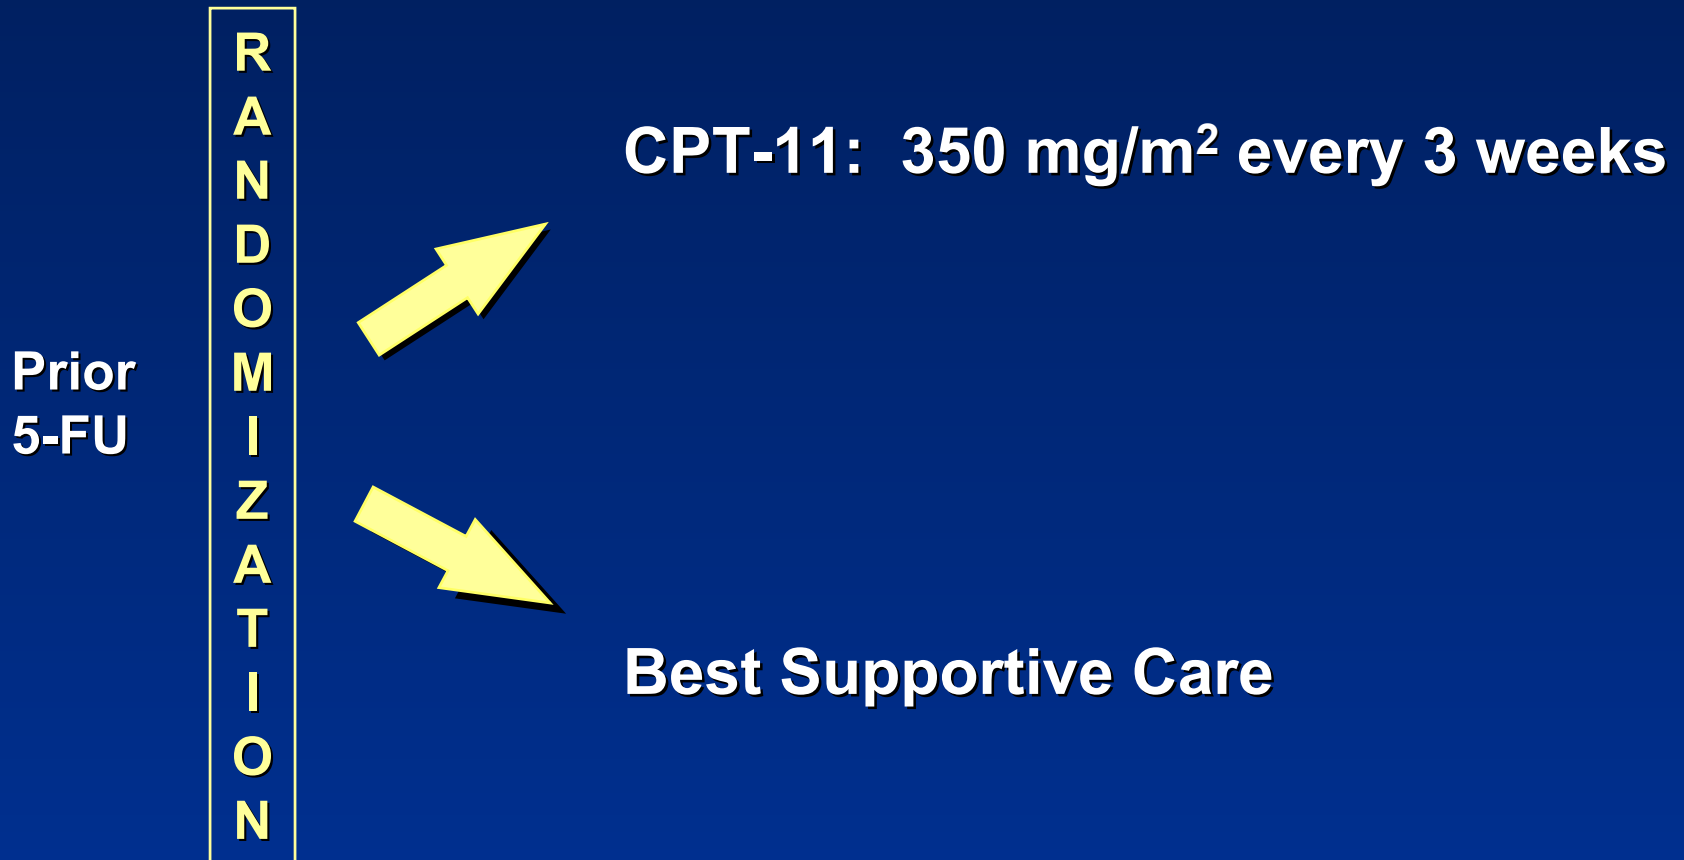 Prior
5-FU
R
A
N
D
O
M
I
Z
A
T
I
O
N
CPT-11:  350 mg/m² every 3 weeks
Best Supportive Care